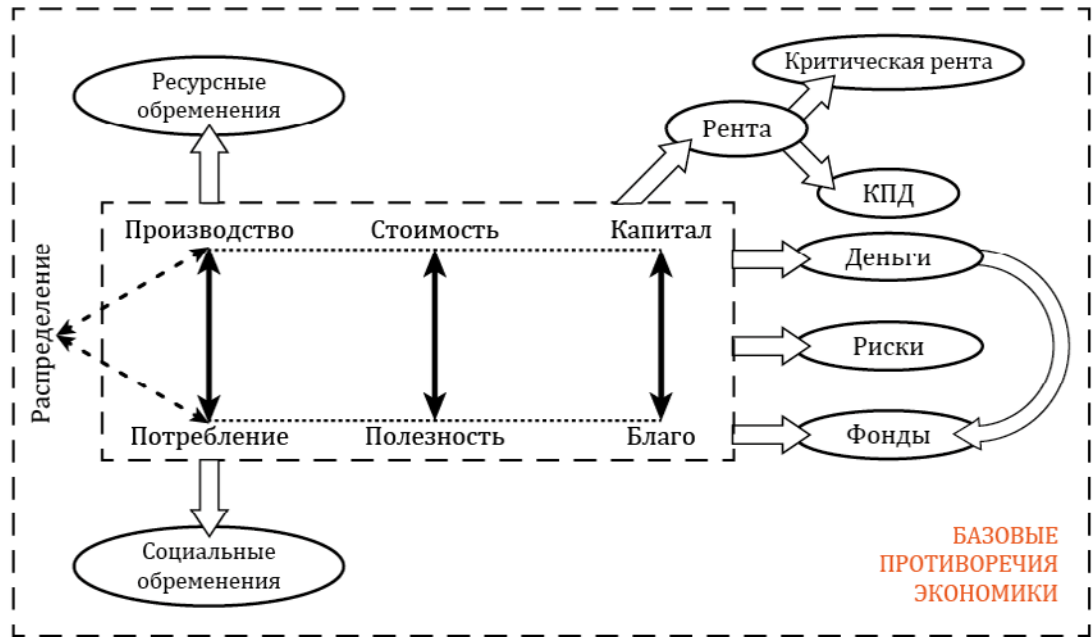 Ресурсные
обременения
Критическая рента
Рента
КПД
Производство
Стоимость
Капитал
Деньги
Распределение
Риски
Потребление
Полезность
Благо
Фонды
Социальные
обременения
БАЗОВЫЕ
ПРОТИВОРЕЧИЯ
ЭКОНОМИКИ